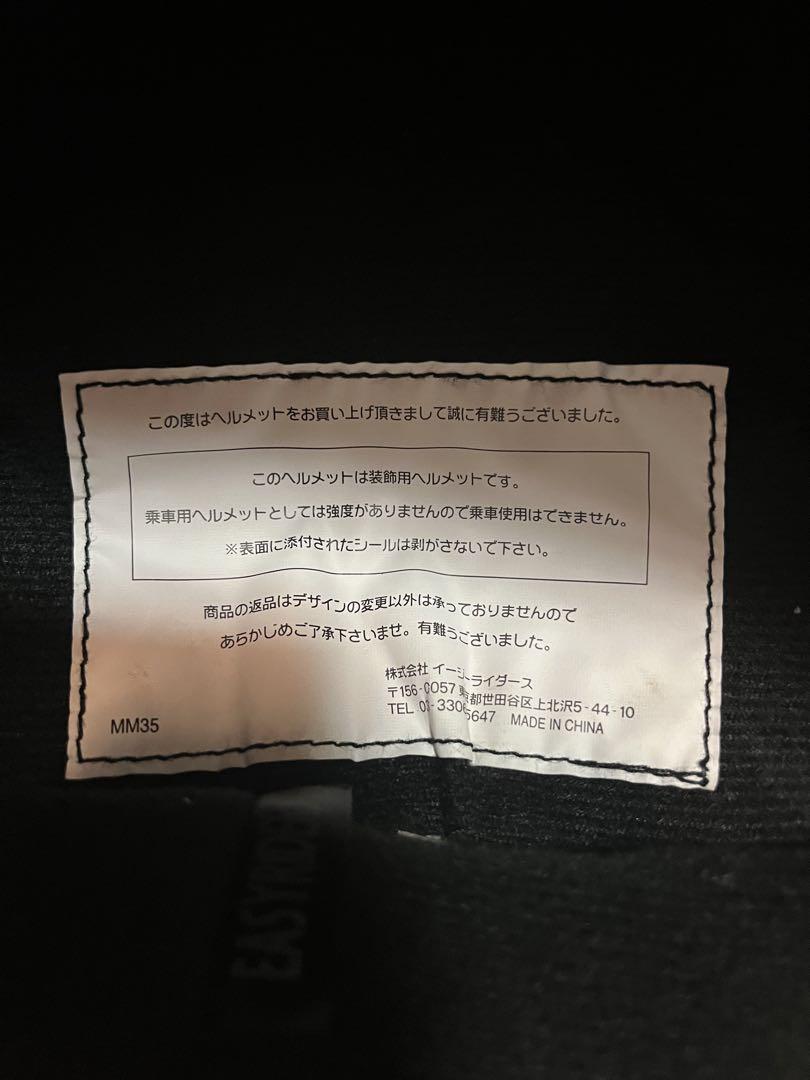 この度はヘルメットをお買い上げ頂きまして誠に有難うございました。
このヘルメットは装飾用ヘルメットです。
乗車用ヘルメットとしては強度がありませんので乗車使用はできません。
※表面に添付されたシールは剥がさないで下さい。
商品の返品はデザインの変更以外は承っておりませんので
あらかじめご了承下さいませ。有難うございました。
株式会社 イージーライダース
〒156-0057 都世田谷区上北沢5-44-10
TEL 5647 MADE IN CHINA
MM35